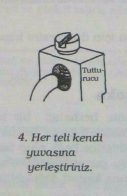 Tuttu-
rucu
4. Her teli kendi
yuvasına
yerleştiriniz.